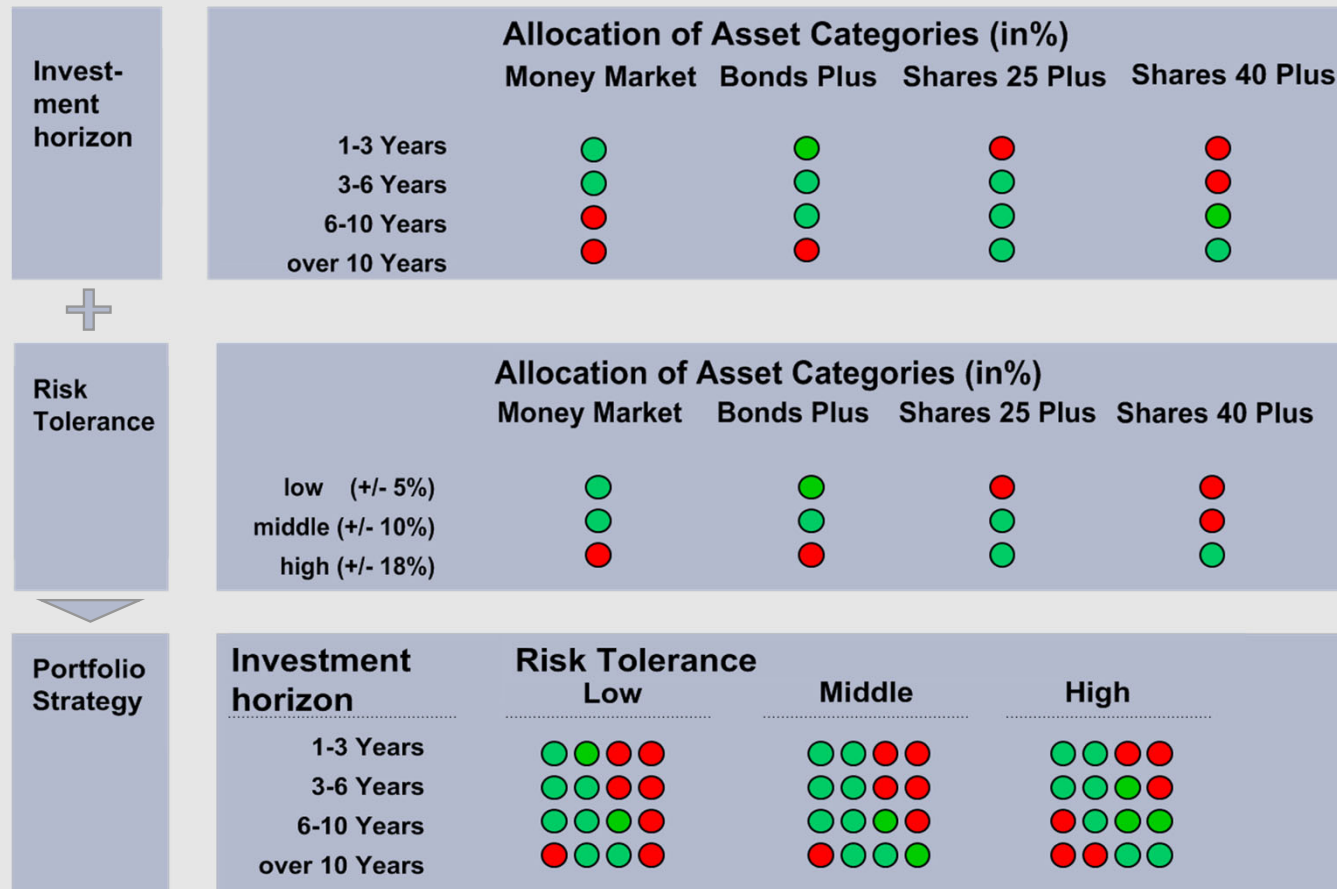 Invest-
ment
horizon
Allocation of Asset Categories (in%)
Money Market Bonds Plus Shares 25 Plus Shares 40 Plus
1-3 Years
3-6 Years
6-10 Years
over 10 Years
Risk
Tolerance
Allocation of Asset Categories (in%)
Money Market Bonds Plus Shares 25 Plus Shares 40 Plus
low (+/- 5%)
middle (+/- 10%)
high (+/- 18%)
Portfolio
Strategy
Investment
horizon
Risk Tolerance
Low Middle High
1-3 Years
3-6 Years
6-10 Years
over 10 Years